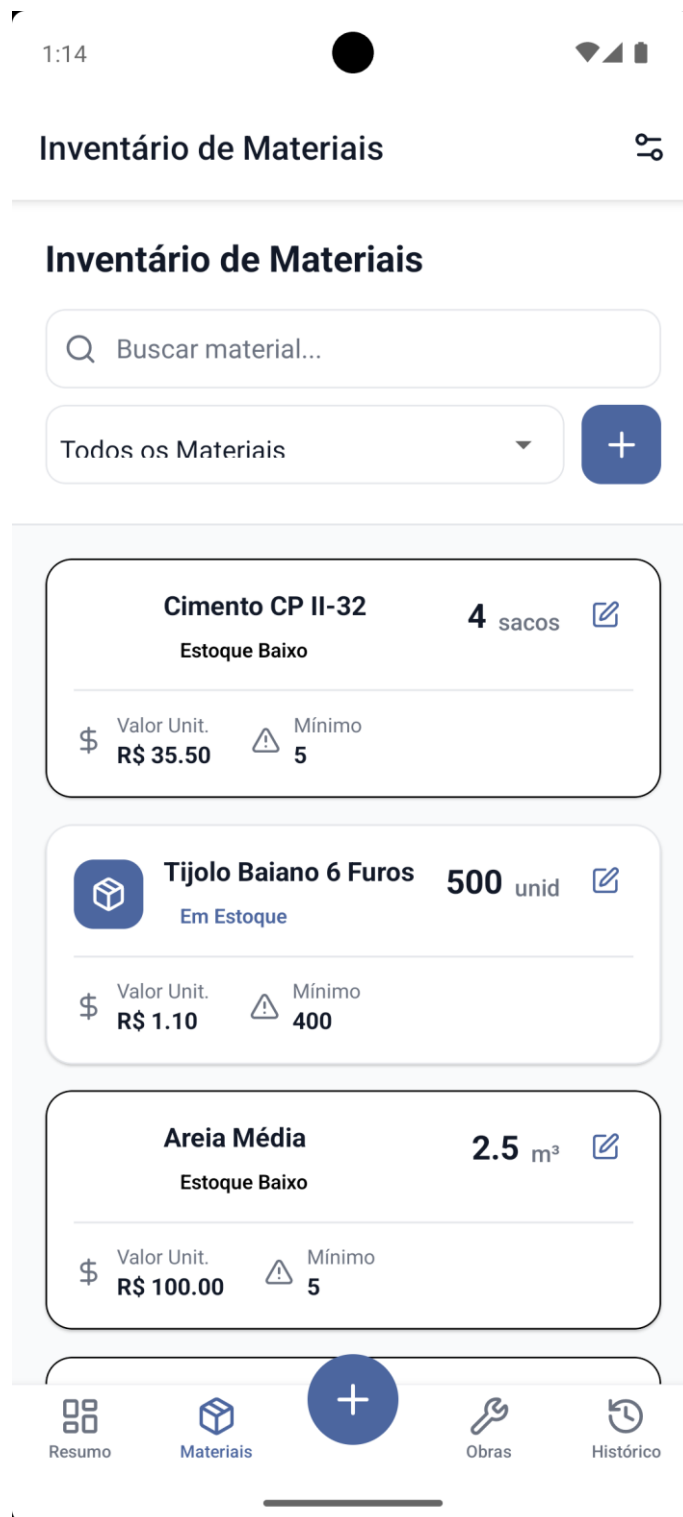 1:14
Inventário de Materiais
Inventário de Materiais
Buscar material...
Todos os Materiais
Cimento CP II-32
4 sacos
Estoque Baixo
Valor Unit.
R$ 35.50
Mínimo
5
Tijolo Baiano 6 Furos
500 unid
Em Estoque
Valor Unit.
R$ 1.10
Mínimo
400
Areia Média
2.5 m³
Estoque Baixo
Valor Unit.
R$ 100.00
Mínimo
5
Resumo
Materiais
Obras
Histórico